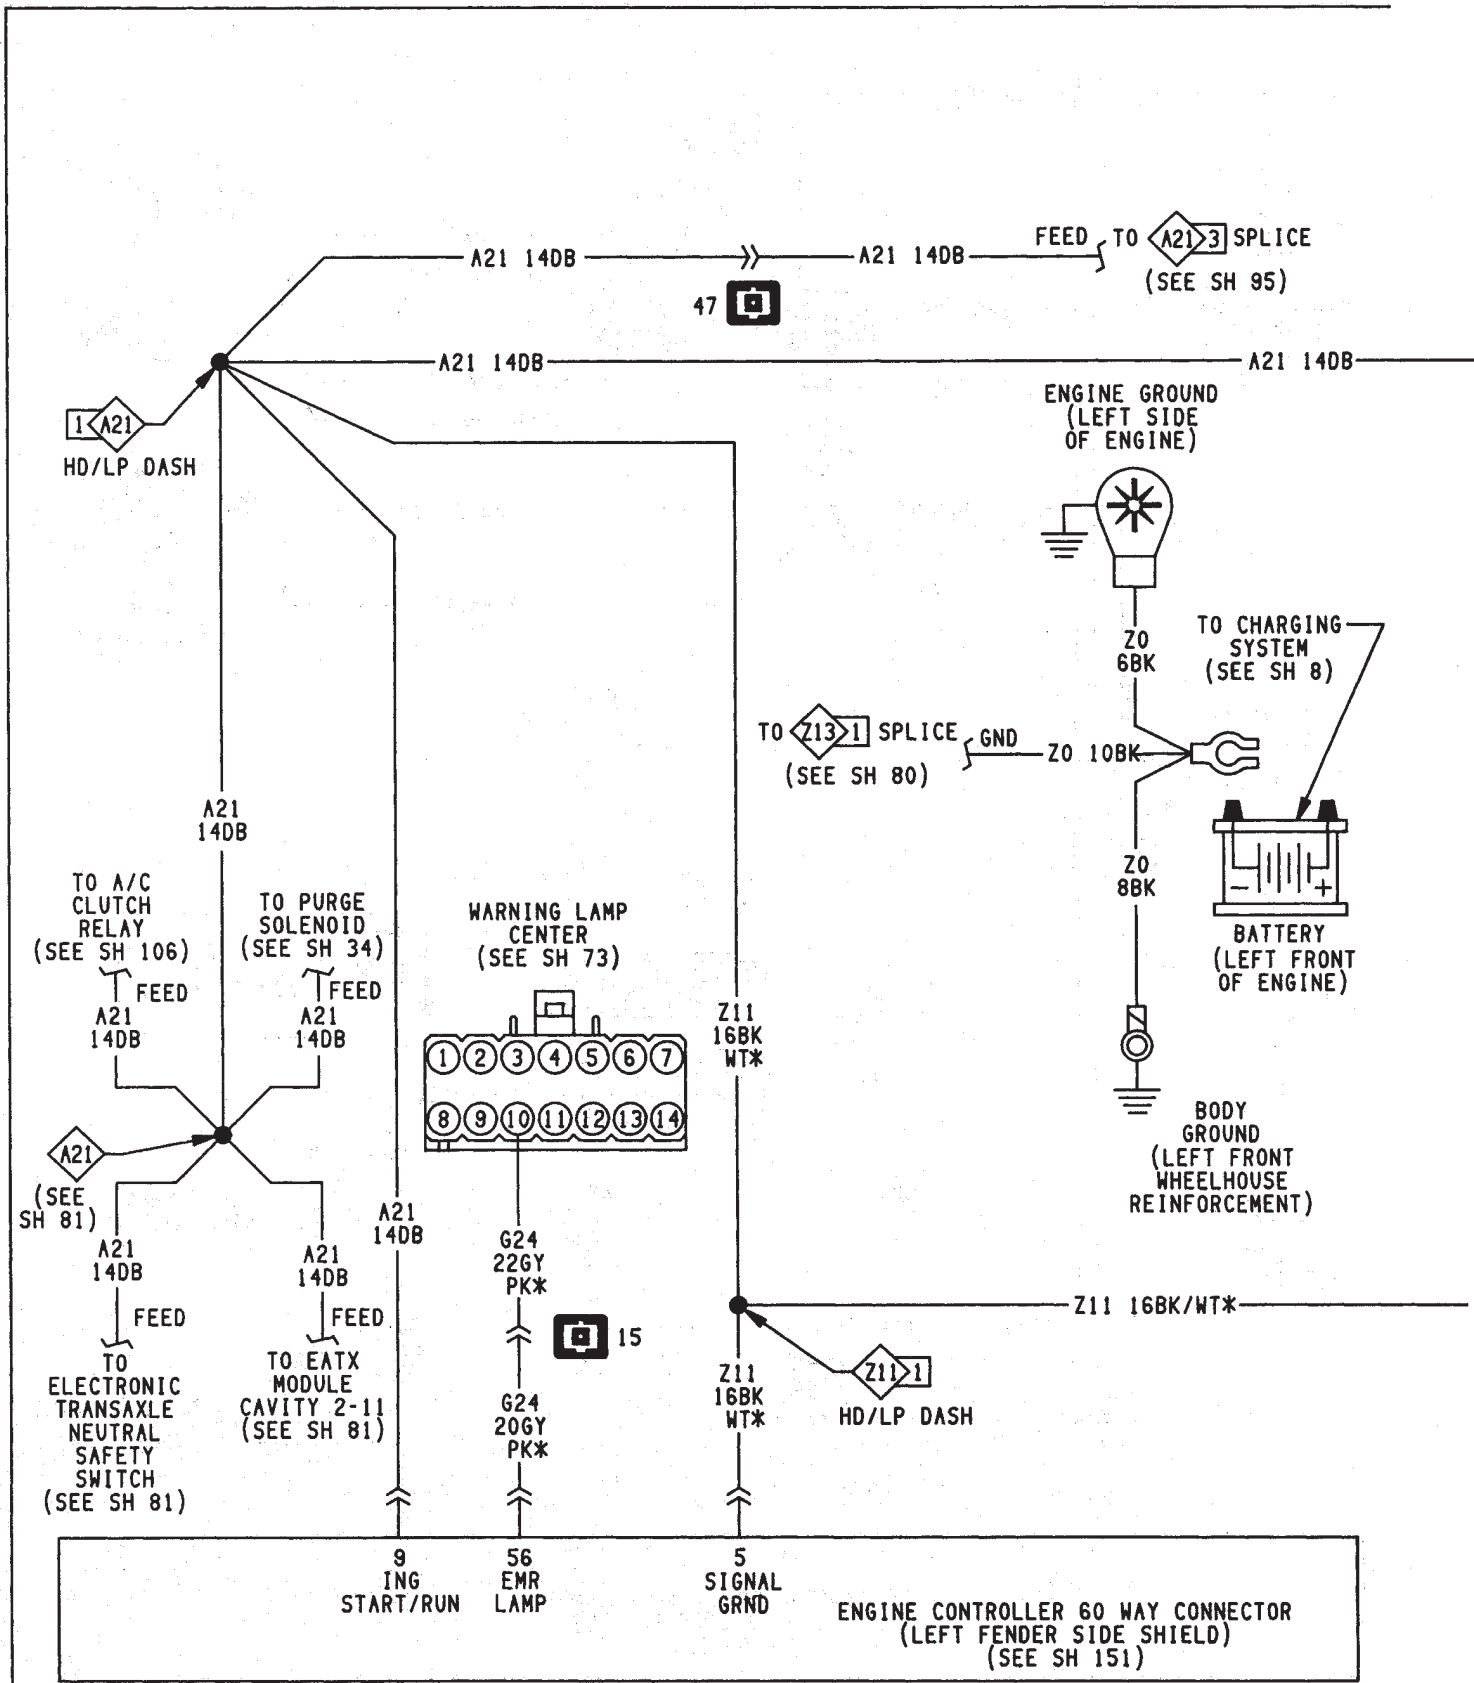 FEED TO A21 3 SPLICE
(SEE SH 95)
A21 14DB
A21 14DB
47
A21 14DB
A21 14DB
1 A21
HD/LP DASH
ENGINE GROUND
(LEFT SIDE
OF ENGINE)
Z0
6BK
TO CHARGING
SYSTEM
(SEE SH 8)
TO Z13 1 SPLICE
(SEE SH 80)
GND
Z0 10BK
A21
14DB
Z0
8BK
- +
BATTERY
(LEFT FRONT
OF ENGINE)
TO A/C
CLUTCH
RELAY
(SEE SH 106)
FEED
A21
14DB
TO PURGE
SOLENOID
(SEE SH 34)
FEED
A21
14DB
WARNING LAMP
CENTER
(SEE SH 73)
1 2 3 4 5 6 7
8 9 10 11 12 13 14
Z11
16BK
WT*
BODY
GROUND
(LEFT FRONT
WHEELHOUSE
REINFORCEMENT)
A21
(SEE
SH 81)
A21
14DB
FEED
TO
ELECTRONIC
TRANSAXLE
NEUTRAL
SAFETY
SWITCH
(SEE SH 81)
A21
14DB
FEED
TO EATX
MODULE
CAVITY 2-11
(SEE SH 81)
A21
14DB
G24
22GY
PK*
15
G24
20GY
PK*
Z11 16BK/WT*
Z11
16BK
WT*
Z11 1
HD/LP DASH
9
ING
START/RUN
56
EMR
LAMP
5
SIGNAL
GRND
ENGINE CONTROLLER 60 WAY CONNECTOR
(LEFT FENDER SIDE SHIELD)
(SEE SH 151)